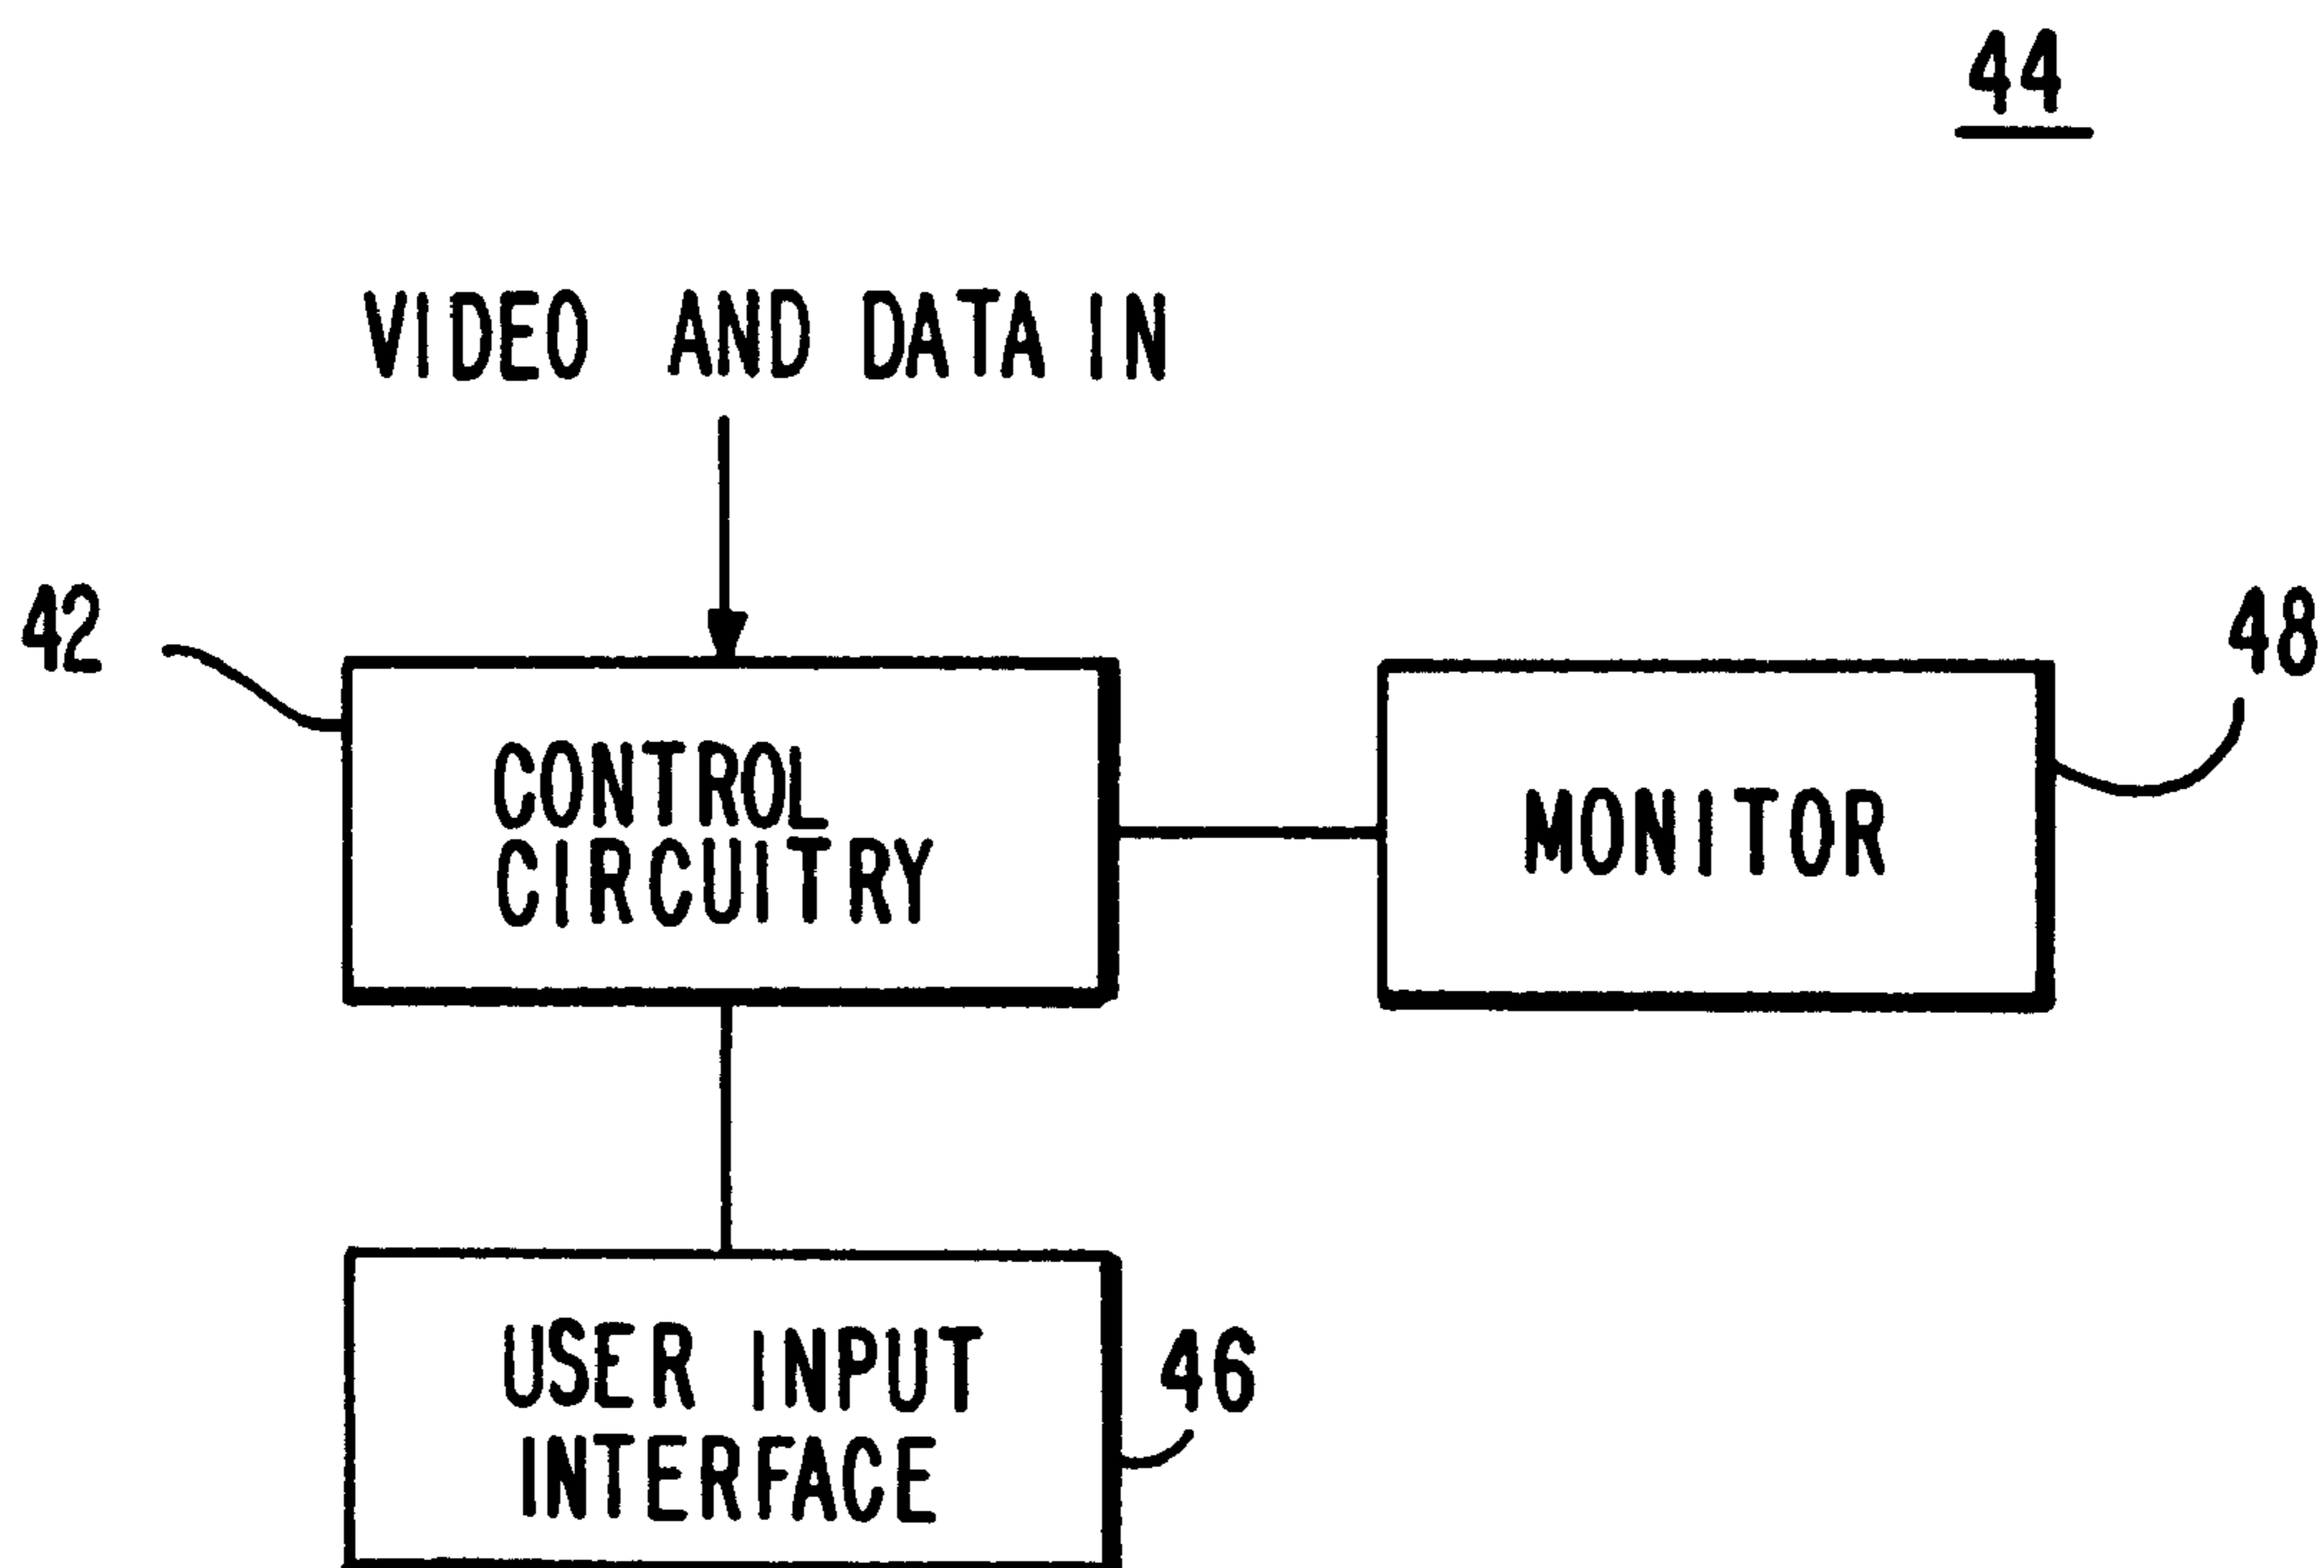 44
VIDEO AND DATA IN
42
48
CONTROL
CIRCUITRY
MONITOR
USER INPUT
INTERFACE
46